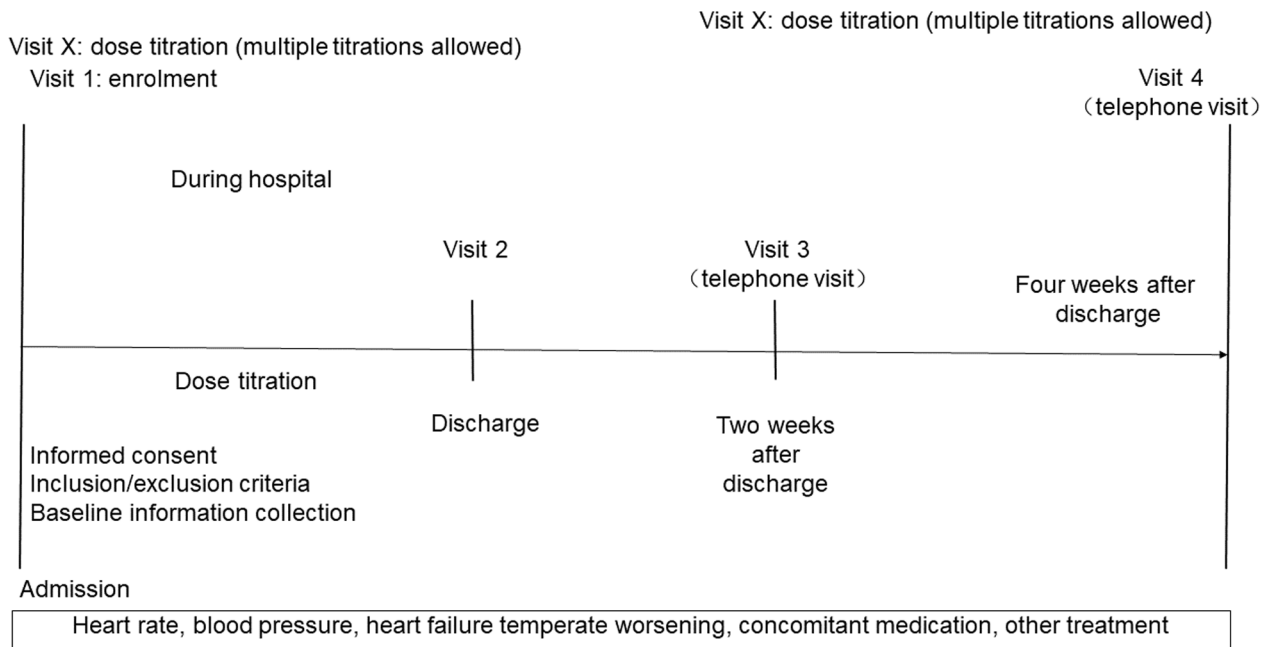 Visit X: dose titration (multiple titrations allowed)
Visit X: dose titration (multiple titrations allowed)
Visit 1: enrolment
Visit 4
（telephone visit）
During hospital
Visit 2
Visit 3
（telephone visit）
Four weeks after
discharge
Dose titration
Discharge
Two weeks
after
discharge
Informed consent
Inclusion/exclusion criteria
Baseline information collection
Admission
Heart rate, blood pressure, heart failure temperate worsening, concomitant medication, other treatment